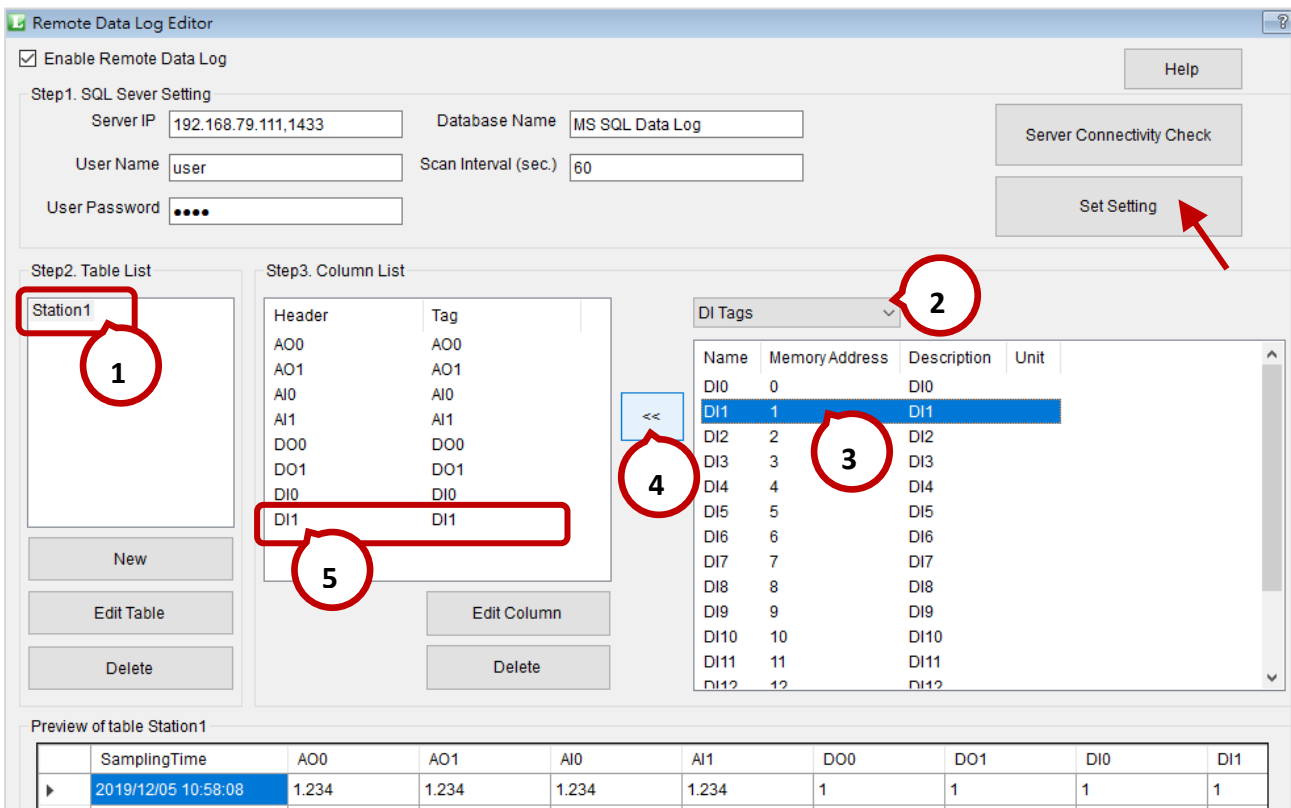 Remote Data Log Editor ?
Enable Remote Data Log
Help
Step1. SQL Sever Setting
Server IP 192.168.79.111,1433 Database Name MS SQL Data Log
Server Connectivity Check
User Name user Scan Interval (sec.) 60
User Password ●●●●
Set Setting
Step2. Table List
Station1
1
New
Edit Table
Delete
Step3. Column List
Header Tag
AO0 AO0
AO1 AO1
AI0 AI0
AI1 AI1
DO0 DO0
DO1 DO1
DI0 DI0
DI1 DI1
5
Edit Column
Delete
<<
4
DI Tags
2
Name Memory Address Description Unit
DI0 0 DI0
DI1 1 DI1
DI2 2 DI2
DI3 3 DI3
DI4 4 DI4
DI5 5 DI5
DI6 6 DI6
DI7 7 DI7
DI8 8 DI8
DI9 9 DI9
DI10 10 DI10
DI11 11 DI11
DI12 12 DI12
3
Preview of table Station1
SamplingTime AO0 AO1 AI0 AI1 DO0 DO1 DI0 DI1
2019/12/05 10:58:08 1.234 1.234 1.234 1.234 1 1 1 1